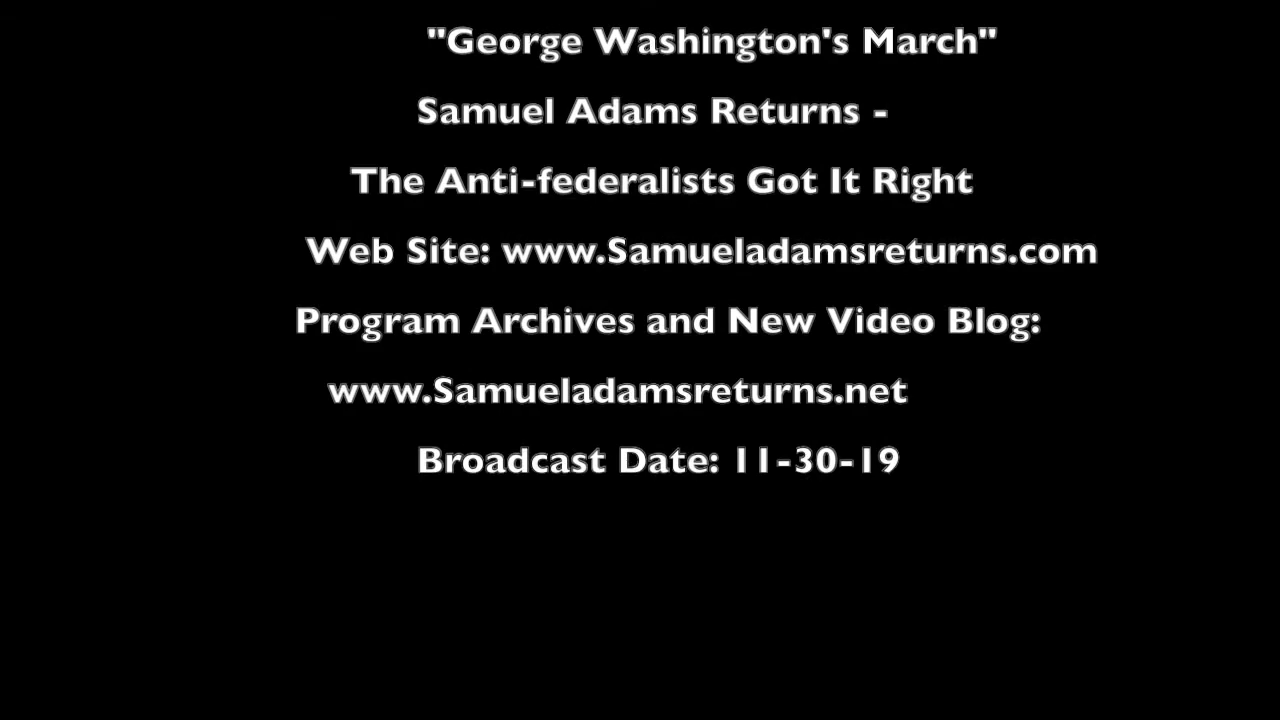 "George Washington's March"
Samuel Adams Returns -
The Anti-federalists Got It Right
Web Site: www.Samueladamsreturns.com
Program Archives and New Video Blog:
www.Samueladamsreturns.net
Broadcast Date: 11-30-19